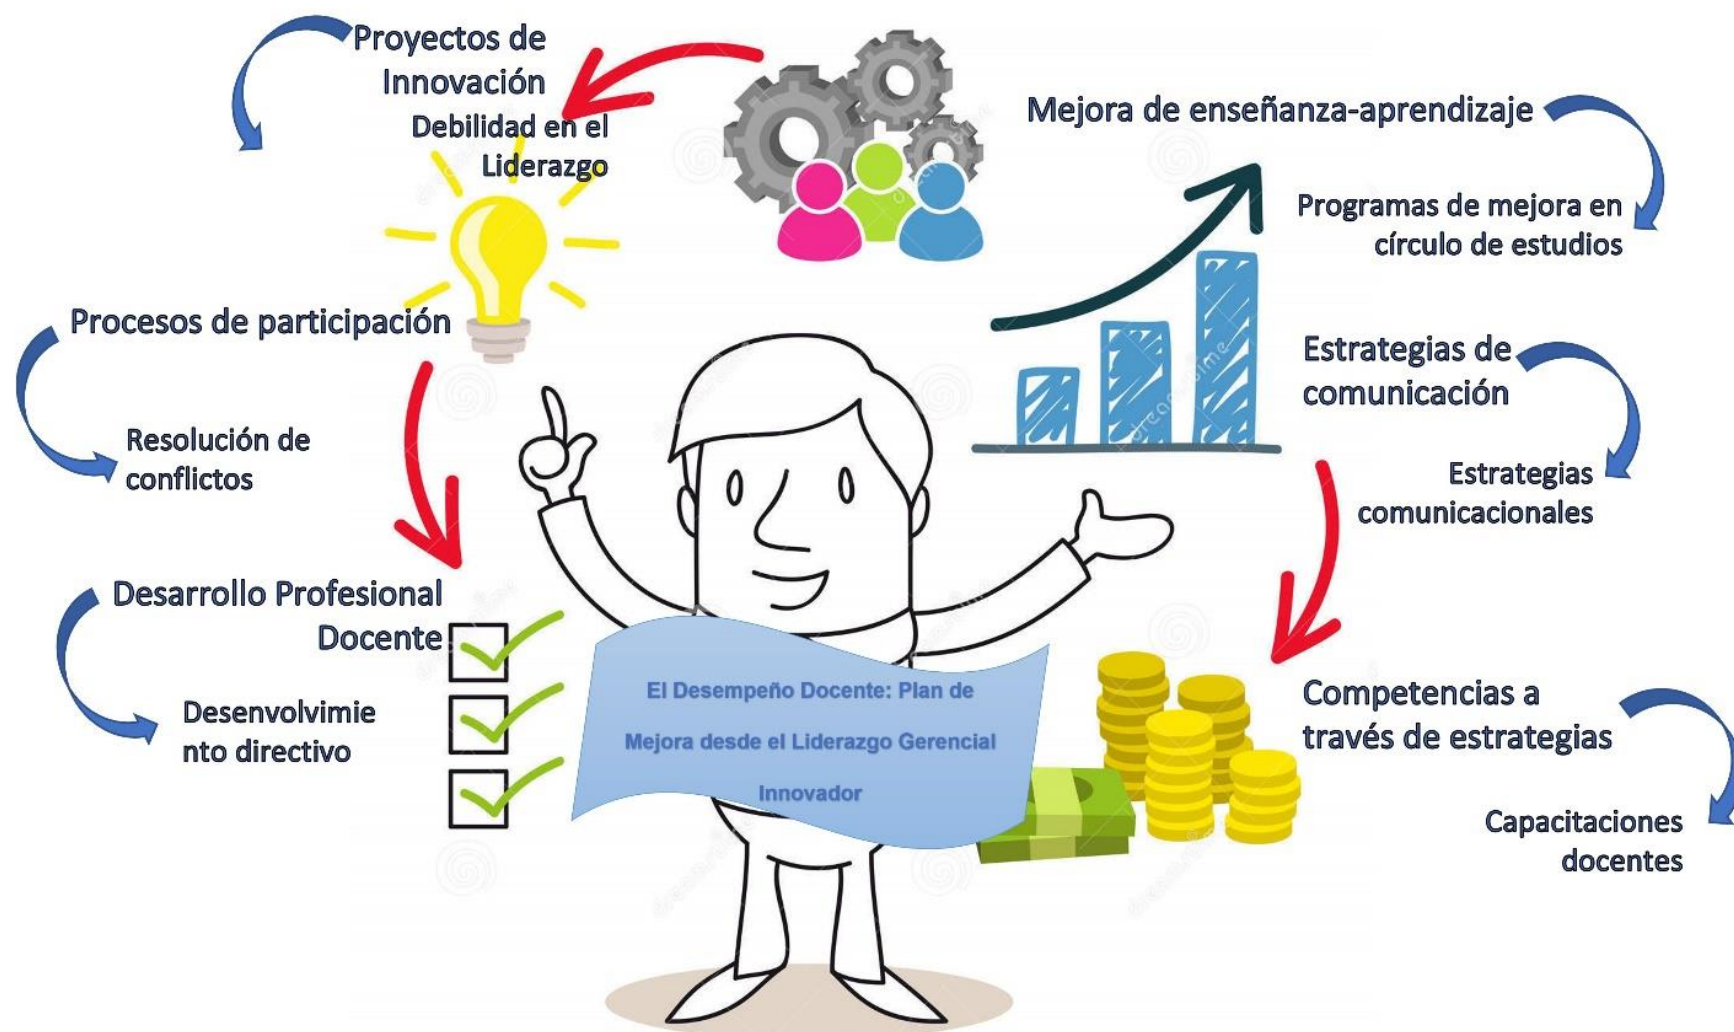 Proyectos de
Innovación
Debilidad en el
Liderazgo
Procesos de participación
Resolución de
conflictos
Desarrollo Profesional
Docente
Desenvolvimie
nto directivo
El Desempeño Docente: Plan de
Mejora desde el Liderazgo Gerencial
Innovador
Mejora de enseñanza-aprendizaje
Programas de mejora en
círculo de estudios
Estrategias de
comunicación
Estrategias
comunicacionales
Competencias a
través de estrategias
Capacitaciones
docentes